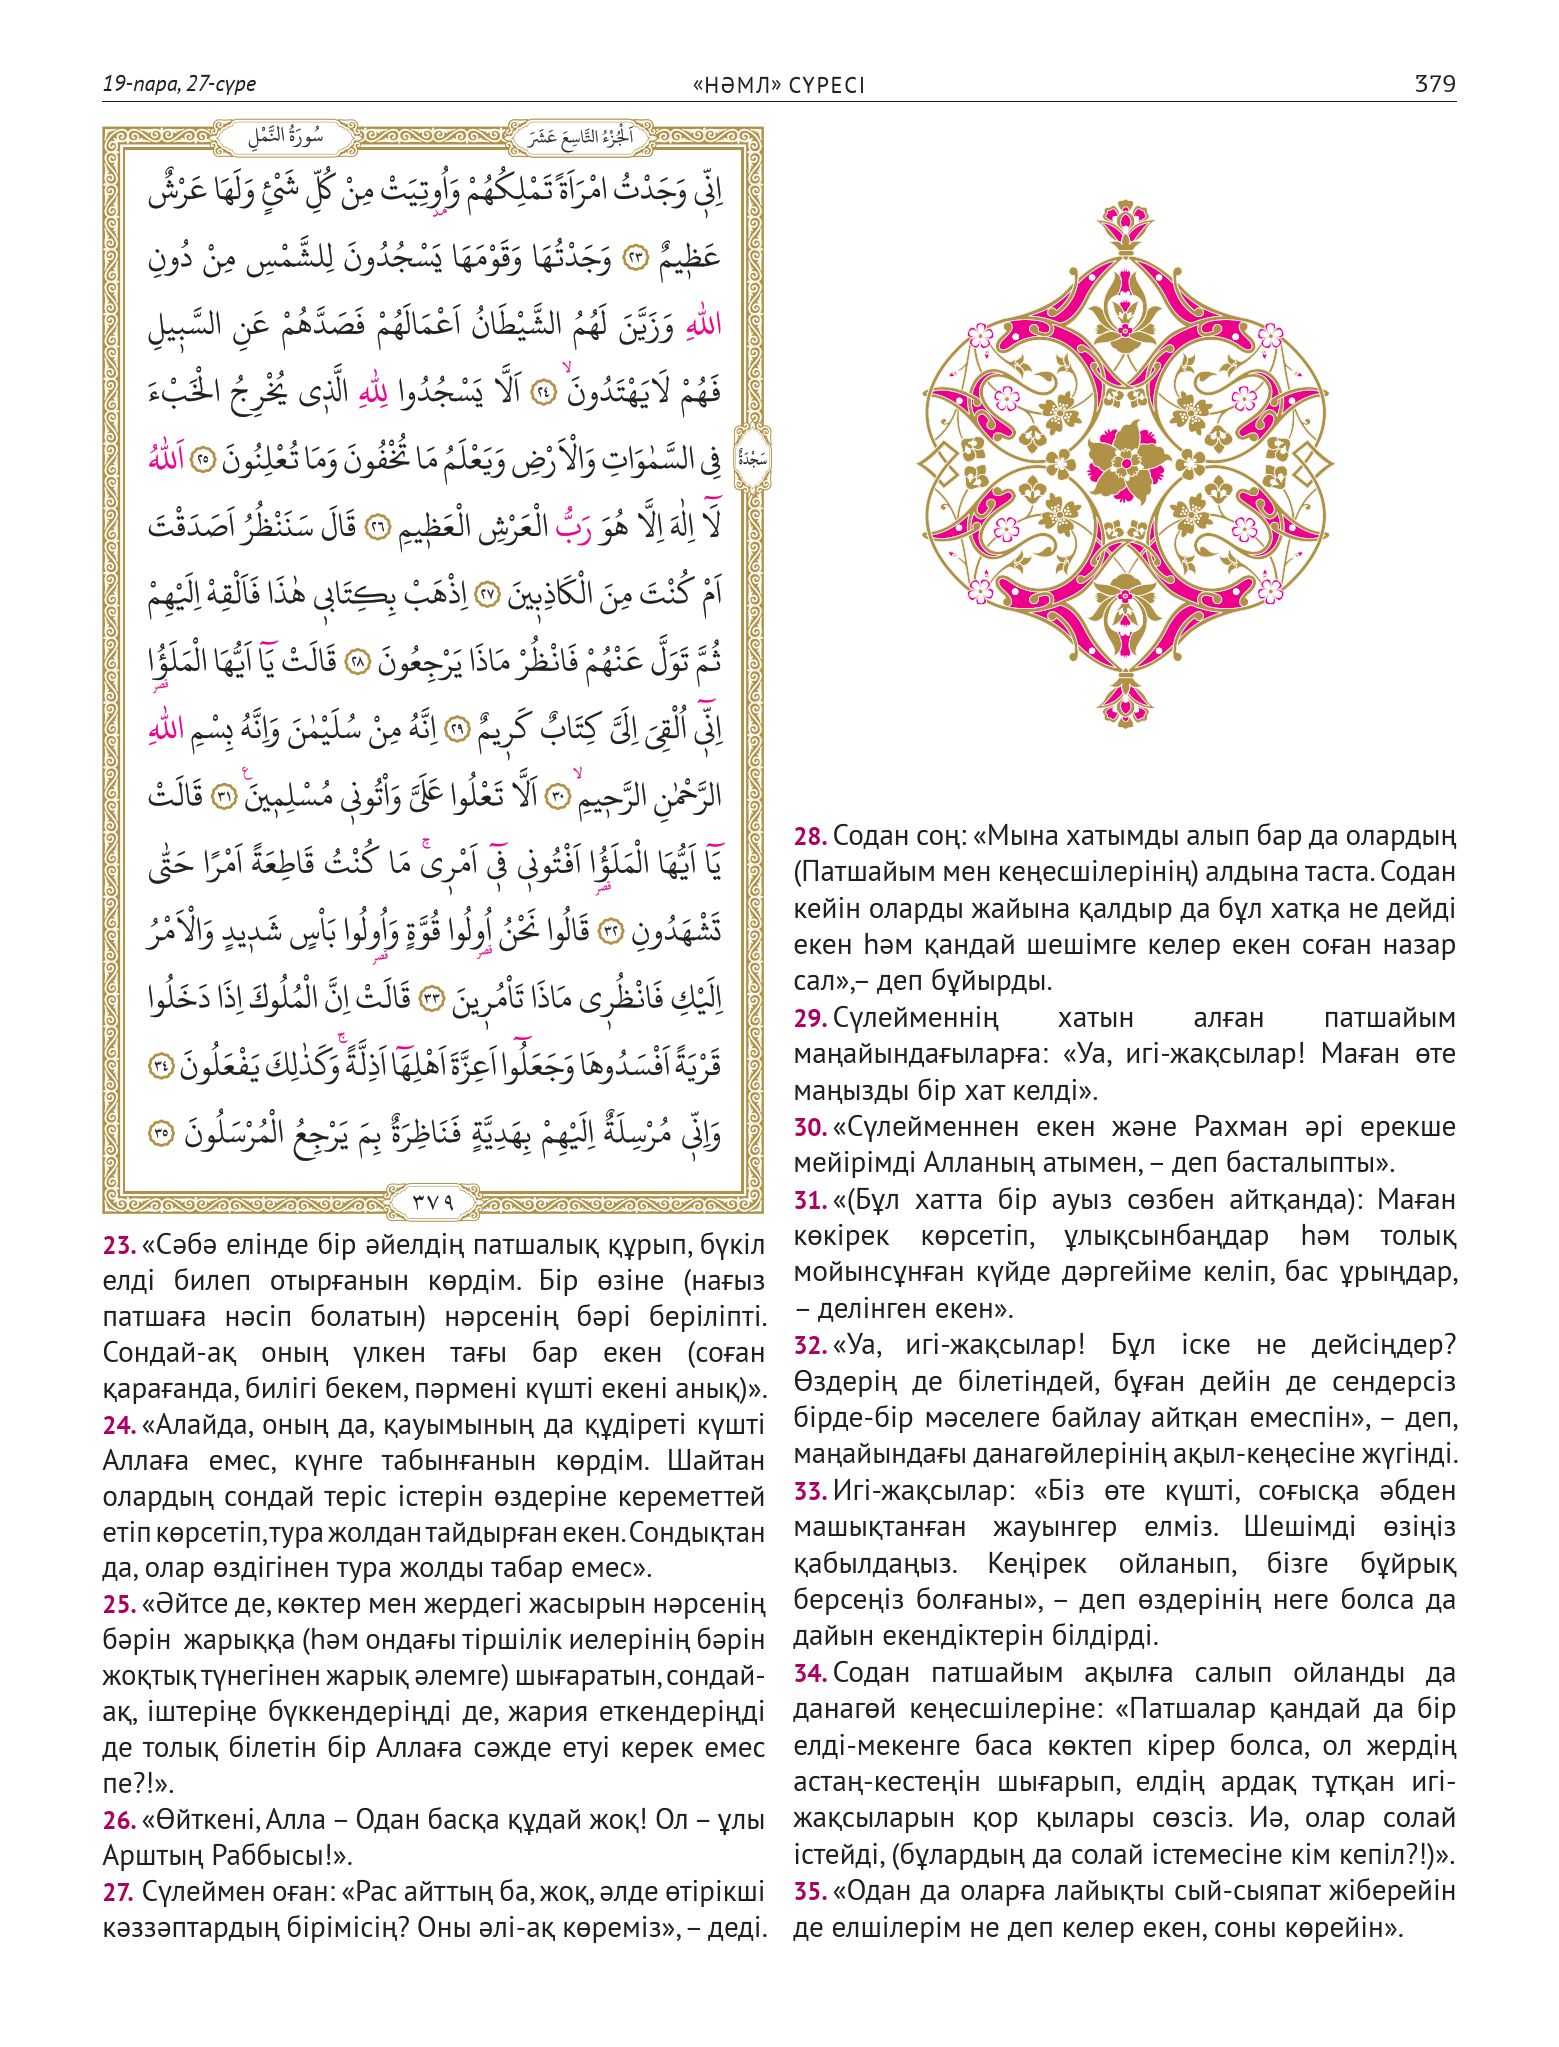 19-пара, 27-сүре
«НӘМЛ» СҮРЕСІ
379
اَلْجُزْءُ التَّاسِعَ عَشَرَ
سُورَةُ النَّمْلِ
اِنّ۪ي وَجَدْتُ امْرَاَةً تَمْلِكُهُمْ وَاُو۫تِيَتْ مِنْ كُلِّ شَيْءٍ وَلَهَا عَرْشٌ
عَظ۪يمٌ ﴿٢٣﴾ وَجَدْتُهَا وَقَوْمَهَا يَسْجُدُونَ لِلشَّمْسِ مِنْ دُونِ
اللّٰهِ وَزَيَّنَ لَهُمُ الشَّيْطَانُ اَعْمَالَهُمْ فَصَدَّهُمْ عَنِ السَّب۪يلِ
فَهُمْ لَا يَهْتَدُونَۙ ﴿٢٤﴾ اَلَّا يَسْجُدُوا لِلّٰهِ الَّذ۪ي يُخْرِجُ الْخَبْءَ
فِي السَّمٰوَاتِ وَالْاَرْضِ وَيَعْلَمُ مَا تُخْفُونَ وَمَا تُعْلِنُونَ ﴿٢٥﴾ اَللّٰهُ
سَجْدَةٌ
لَٓا اِلٰهَ اِلَّا هُوَ رَبُّ الْعَرْشِ الْعَظ۪يمِ ﴿٢٦﴾ قَالَ سَنَنْظُرُ اَصَدَقْتَ
اَمْ كُنْتَ مِنَ الْكَاذِب۪ينَ ﴿٢٧﴾ اِذْهَبْ بِكِتَاب۪ي هٰذَا فَاَلْقِهْ اِلَيْهِمْ
ثُمَّ تَوَلَّ عَنْهُمْ فَانْظُرْ مَاذَا يَرْجِعُونَ ﴿٢٨﴾ قَالَتْ يَٓا اَيُّهَا الْمَلَؤُ۬ا
اِنّ۪ٓي اُلْقِيَ اِلَيَّ كِتَابٌ كَر۪يمٌ ﴿٢٩﴾ اِنَّهُ مِنْ سُلَيْمٰنَ وَاِنَّهُ بِسْمِ اللّٰهِ
الرَّحْمٰنِ الرَّح۪يمِۙ ﴿٣٠﴾ اَلَّا تَعْلُوا عَلَيَّ وَاْتُون۪ي مُسْلِم۪ينَ۟ ﴿٣١﴾ قَالَتْ
يَٓا اَيُّهَا الْمَلَؤُ۬ا اَفْتُون۪ي ف۪ٓي اَمْر۪يۚ مَا كُنْتُ قَاطِعَةً اَمْرًا حَتّٰى
تَشْهَدُونِ ﴿٣٢﴾ قَالُوا نَحْنُ اُو۬لُوا قُوَّةٍ وَاُو۬لُوا بَاْسٍ شَد۪يدٍ وَالْاَمْرُ
اِلَيْكِ فَانْظُر۪ي مَاذَا تَاْمُر۪ينَ ﴿٣٣﴾ قَالَتْ اِنَّ الْمُلُوكَ اِذَا دَخَلُوا
قَرْيَةً اَفْسَدُوهَا وَجَعَلُٓوا اَعِزَّةَ اَهْلِهَٓا اَذِلَّةًۚ وَكَذٰلِكَ يَفْعَلُونَ ﴿٣٤﴾
وَاِنّ۪ي مُرْسِلَةٌ اِلَيْهِمْ بِهَدِيَّةٍ فَنَاظِرَةٌ بِمَ يَرْجِعُ الْمُرْسَلُونَ ﴿٣٥﴾
٣٧٩
23. «Сәбә елінде бір әйелдің патшалық құрып, бүкіл
елді билеп отырғанын көрдім. Бір өзіне (нағыз
патшаға нәсіп болатын) нәрсенің бәрі беріліпті.
Сондай-ақ оның үлкен тағы бар екен (соған
қарағанда, билігі бекем, пәрмені күшті екені анық)».
24. «Алайда, оның да, қауымының да құдіреті күшті
Аллаға емес, күнге табынғанын көрдім. Шайтан
олардың сондай теріс істерін өздеріне кереметтей
етіп көрсетіп, тура жолдан тайдырған екен. Сондықтан
да, олар өздігінен тура жолды табар емес».
25. «Әйтсе де, көктер мен жердегі жасырын нәрсенің
бәрін жарыққа (һәм ондағы тіршілік иелерінің бәрін
жоқтық түнегінен жарық әлемге) шығаратын, сондай-
ақ, іштеріңе бүккендеріңді де, жария еткендеріңді
де толық білетін бір Аллаға сәжде етуі керек емес
пе?!».
26. «Өйткені, Алла – Одан басқа құдай жоқ! Ол – ұлы
Арштың Раббысы!».
27. Сүлеймен оған: «Рас айттың ба, жоқ, әлде өтірікші
кәззәптардың бірімісің? Оны әлі-ақ көреміз», – деді.
28. Содан соң: «Мына хатымды алып бар да олардың
(Патшайым мен кеңесшілерінің) алдына таста. Содан
кейін оларды жайына қалдыр да бұл хатқа не дейді
екен һәм қандай шешімге келер екен соған назар
сал»,– деп бұйырды.
29. Сүлейменнің хатын алған патшайым
маңайындағыларға: «Уа, игі-жақсылар! Маған өте
маңызды бір хат келді».
30. «Сүлейменнен екен және Рахман әрі ерекше
мейірімді Алланың атымен, – деп басталыпты».
31. «(Бұл хатта бір ауыз сөзбен айтқанда): Маған
көкірек көрсетіп, ұлықсынбаңдар һәм толық
мойынсұнған күйде дәргейіме келіп, бас ұрыңдар,
– делінген екен».
32. «Уа, игі-жақсылар! Бұл іске не дейсіңдер?
Өздерің де білетіндей, бұған дейін де сендерсіз
бірде-бір мәселеге байлау айтқан емеспін», – деп,
маңайындағы данагөйлерінің ақыл-кеңесіне жүгінді.
33. Игі-жақсылар: «Біз өте күшті, соғысқа әбден
машықтанған жауынгер елміз. Шешімді өзіңіз
қабылдаңыз. Кеңірек ойланып, бізге бұйрық
берсеңіз болғаны», – деп өздерінің неге болса да
дайын екендіктерін білдірді.
34. Содан патшайым ақылға салып ойланды да
данагөй кеңесшілеріне: «Патшалар қандай да бір
елді-мекенге баса көктеп кірер болса, ол жердің
астаң-кестеңін шығарып, елдің ардақ тұтқан игі-
жақсыларын қор қылары сөзсіз. Иә, олар солай
істейді, (бұлардың да солай істемесіне кім кепіл?!)».
35. «Одан да оларға лайықты сый-сыяпат жіберейін
де елшілерім не деп келер екен, соны көрейін».